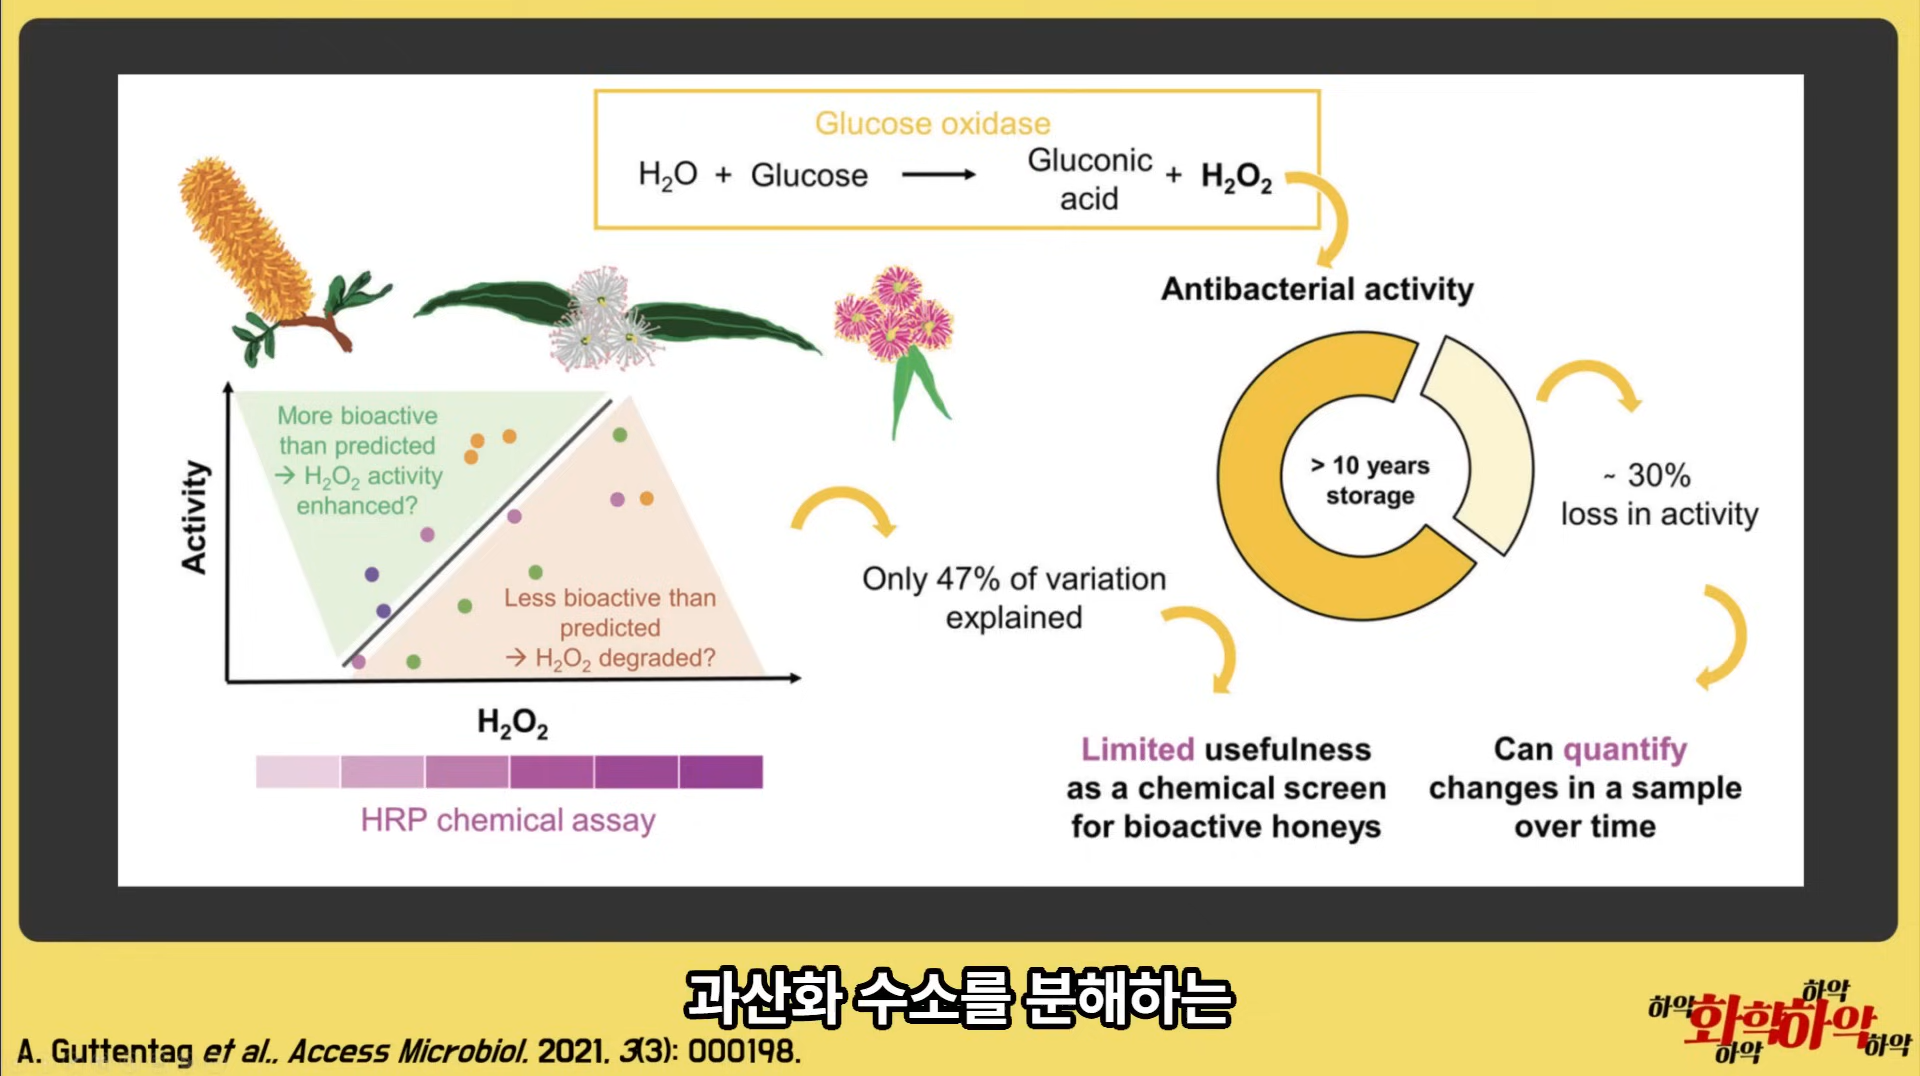 Glucose oxidase
H₂O + Glucose → Gluconic acid + H₂O₂
Antibacterial activity
> 10 years
storage
~ 30%
loss in activity
More bioactive
than predicted
→ H₂O₂ activity
enhanced?
Activity
Less bioactive than
predicted
→ H₂O₂ degraded?
H₂O₂
HRP chemical assay
Only 47% of variation
explained
Limited usefulness
as a chemical screen
for bioactive honeys
Can quantify
changes in a sample
over time
과산화 수소를 분해하는
A. Guttentag et al., Access Microbiol. 2021, 3(3): 000198.
하악
화학하악
하악
하악
하악